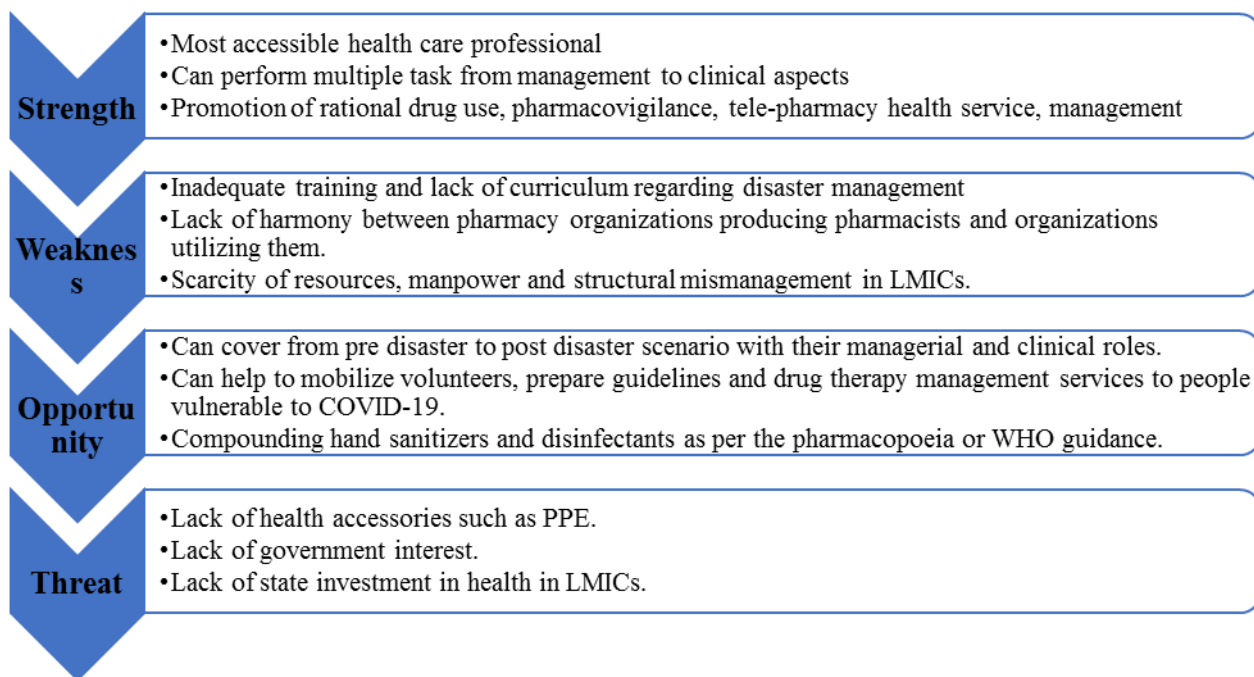 Strength
•Most accessible health care professional
•Can perform multiple task from management to clinical aspects
•Promotion of rational drug use, pharmacovigilance, tele-pharmacy health service, management
Weaknes
s
•Inadequate training and lack of curriculum regarding disaster management
•Lack of harmony between pharmacy organizations producing pharmacists and organizations
utilizing them.
•Scarcity of resources, manpower and structural mismanagement in LMICs.
Opportu
nity
•Can cover from pre disaster to post disaster scenario with their managerial and clinical roles.
•Can help to mobilize volunteers, prepare guidelines and drug therapy management services to people
vulnerable to COVID-19.
•Compounding hand sanitizers and disinfectants as per the pharmacopoeia or WHO guidance.
Threat
•Lack of health accessories such as PPE.
•Lack of government interest.
•Lack of state investment in health in LMICs.